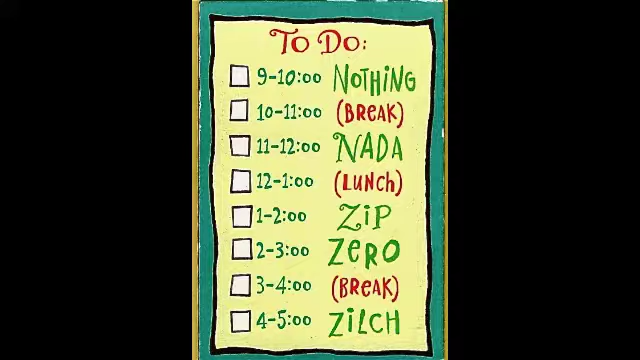 To Do:
9-10:00 NOTHiNG
10-11:00 (BREAK)
11-12:00 NADA
12-1:00 (LUNCh)
1-2:00 ZiP
2-3:00 ZeRO
3-4:00 (BREAK)
4-5:00 ZiLCH